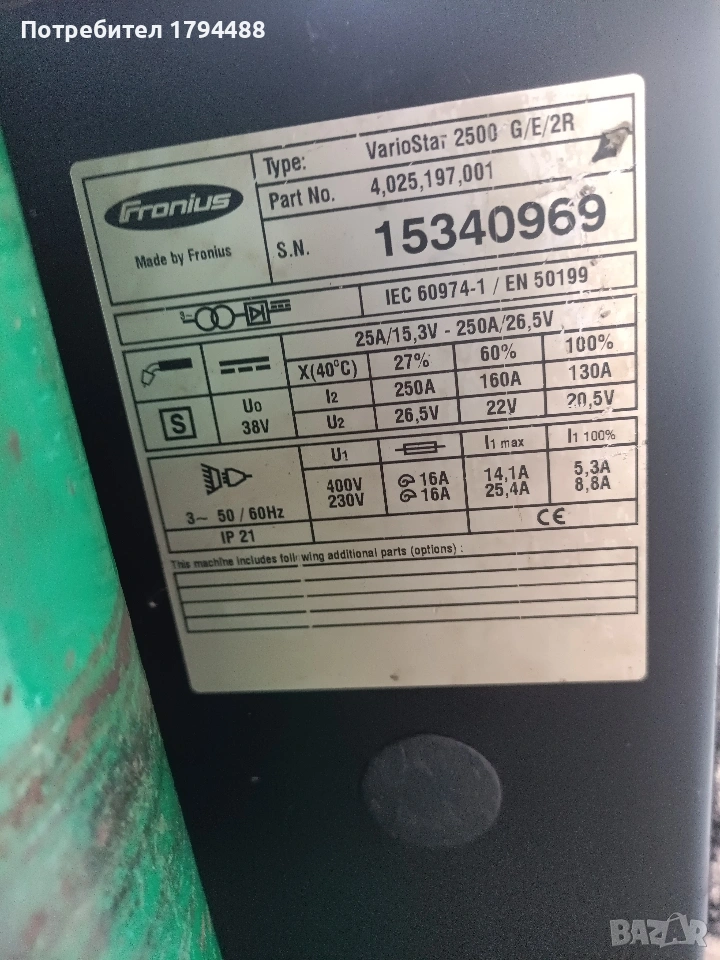 Потребител 1794488
Fronius
Made by Fronius
Type: VarioStar 2500 G/E/2R
Part No. 4,025,197,001
S.N. 15340969
3~
IEC 60974-1 / EN 50199
25A/15,3V - 250A/26,5V
X(40°C) 27% 60% 100%
I2 250A 160A 130A
U2 26,5V 22V 20,5V
S
U0
38V
U1 I1 max I1 100%
400V 16A 14,1A 5,3A
230V 16A 25,4A 8,8A
3~ 50 / 60Hz
IP 21
CE
This machine includes following additional parts (options) :
BAZAR